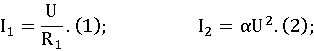 I₁ = U/R₁. (1); I₂ = αU². (2);